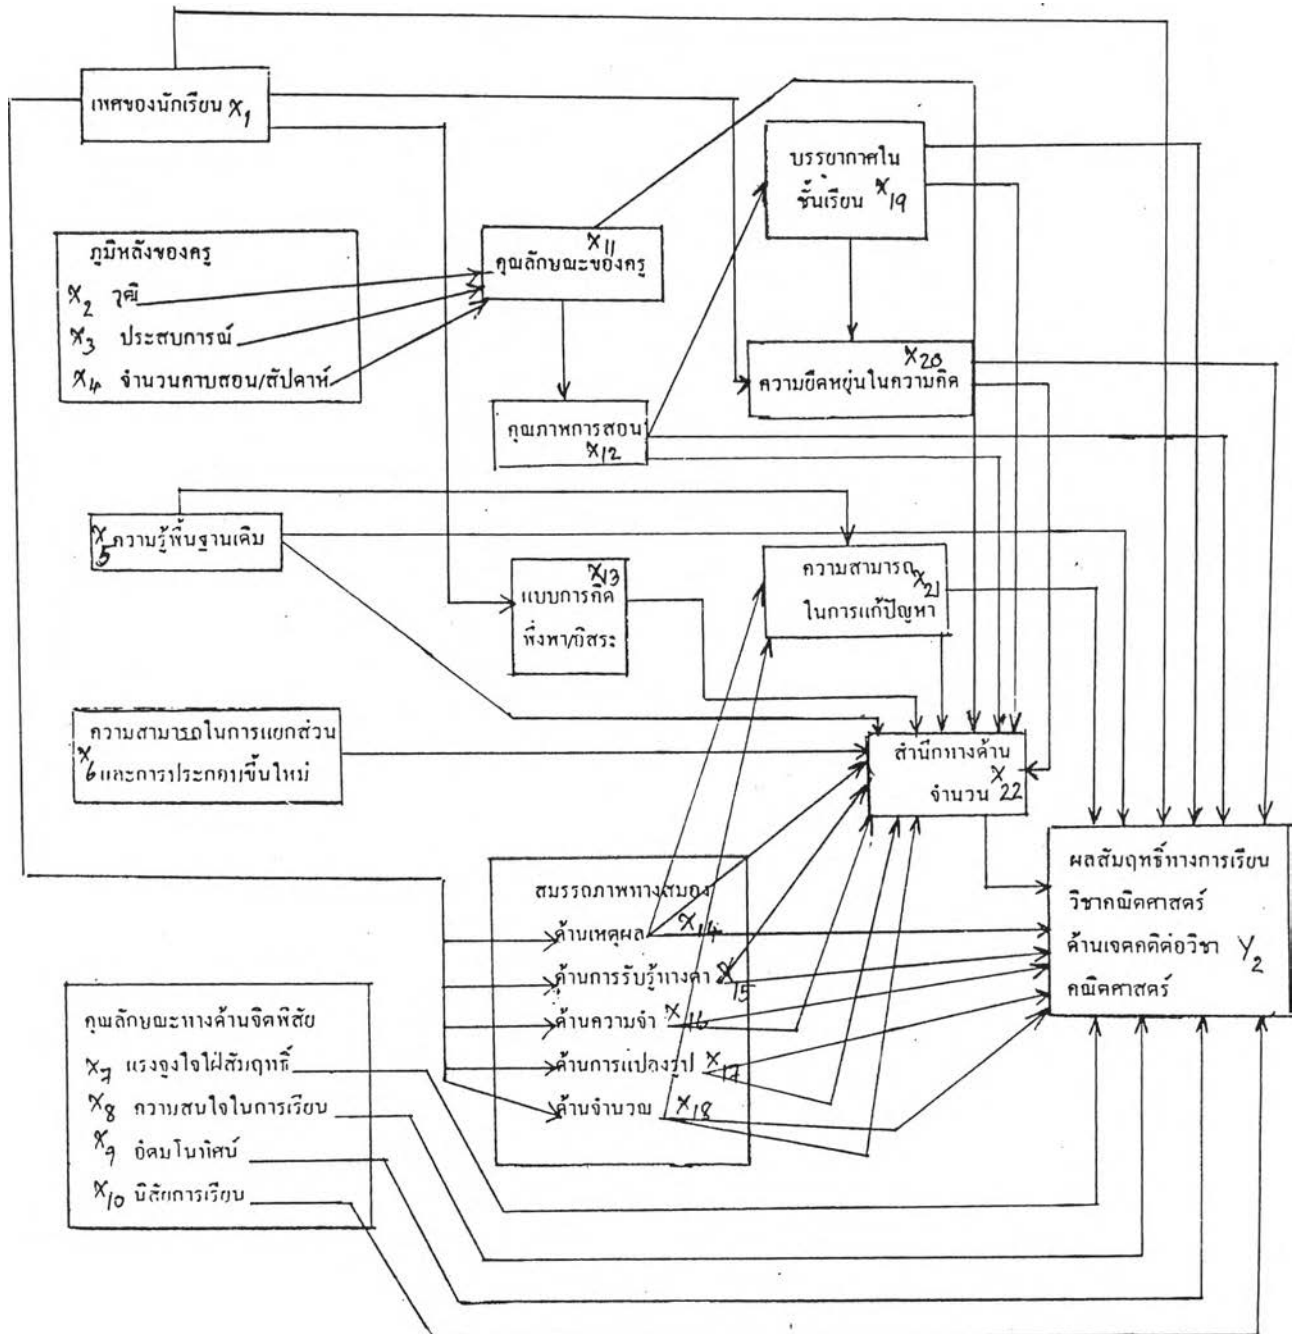 เพศของนักเรียน X1
บรรยากาศใน
ชั้นเรียน X19
X11
คุณลักษณะของครู
ภูมิหลังของครู
X2 วุฒิ
X3 ประสบการณ์
X4 จำนวนคาบสอน/สัปดาห์
X20
ความยืดหยุ่นในความคิด
คุณภาพการสอน
X12
X5 ความรู้พื้นฐานเดิม
X13
แบบการคิด
พึ่งพา/อิสระ
ความสามารถ X21
ในการแก้ปัญหา
ความสามารถในการแยกส่วน
X6 และการประกอบขึ้นใหม่
สำนึกทางด้าน
จำนวน X22
สมรรถภาพทางสมอง
ด้านเหตุผล X14
ด้านการรับรู้ทางตา X15
ด้านความจำ X16
ด้านการแปลงรูป X17
ด้านจำนวณ X18
ผลสัมฤทธิ์ทางการเรียน
วิชาคณิตศาสตร์
ด้านเจตคติต่อวิชา Y2
คณิตศาสตร์
คุณลักษณะทางด้านจิตพิสัย
X7 แรงจูงใจใฝ่สัมฤทธิ์
X8 ความสนใจในการเรียน
X9 อัตมโนทัศน์
X10 นิสัยการเรียน